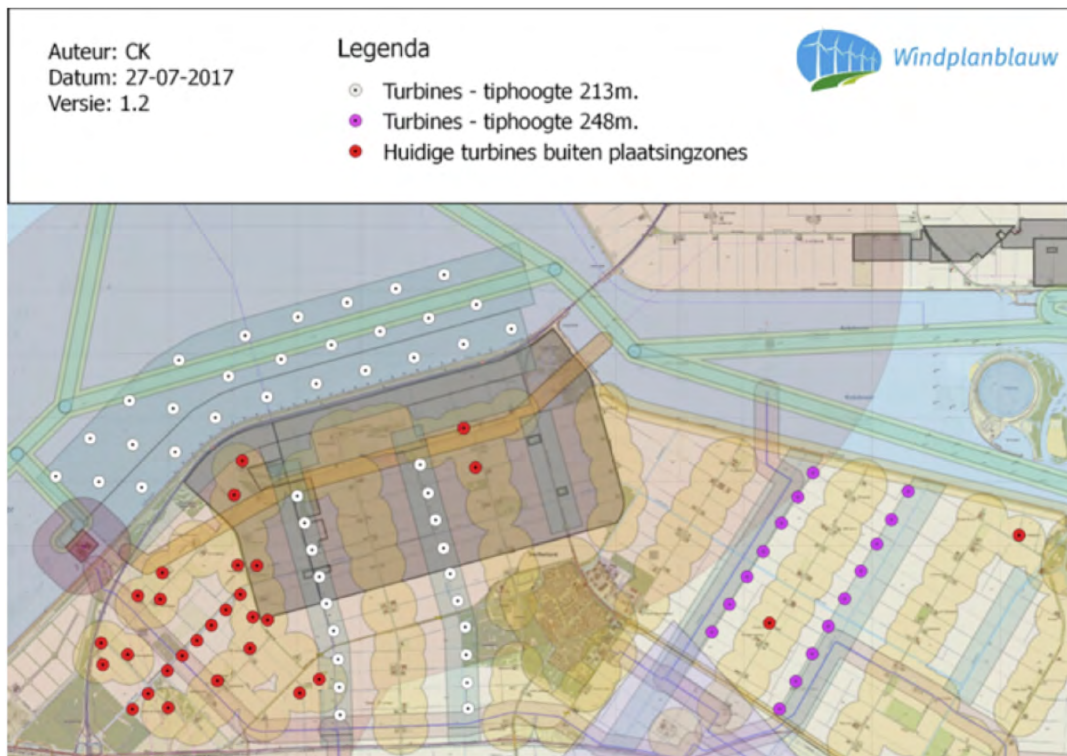 Auteur: CK
Datum: 27-07-2017
Versie: 1.2
Legenda
Turbines - tiphoogte 213m.
Turbines - tiphoogte 248m.
Huidige turbines buiten plaatsingzones
Windplanblauw